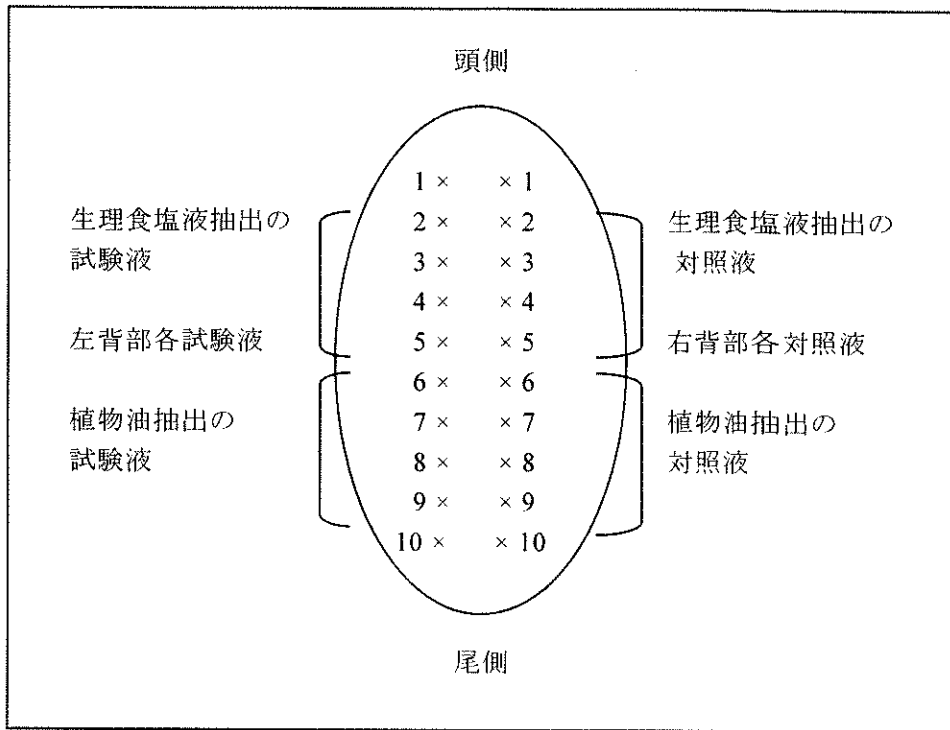 頭側
1 × × 1
生理食塩液抽出の
試験液
2 × × 2
3 × × 3
4 × × 4
左背部各試験液
5 × × 5
6 × × 6
植物油抽出の
試験液
7 × × 7
8 × × 8
9 × × 9
10 × × 10
生理食塩液抽出の
対照液
右背部各対照液
植物油抽出の
対照液
尾側